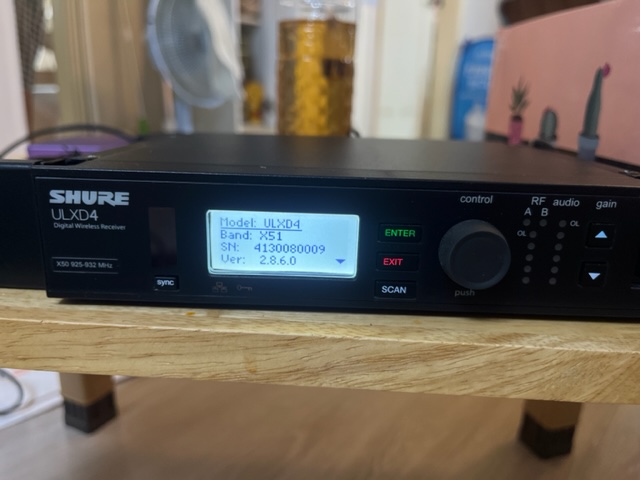 SHURE
ULXD4
Digital Wireless Receiver
X50 925-932 MHz
sync
Model: ULXD4
Band: X51
SN: 4130080009
Ver: 2.8.6.0
ENTER
EXIT
SCAN
control
push
RF
A B
OL
audio
OL
gain